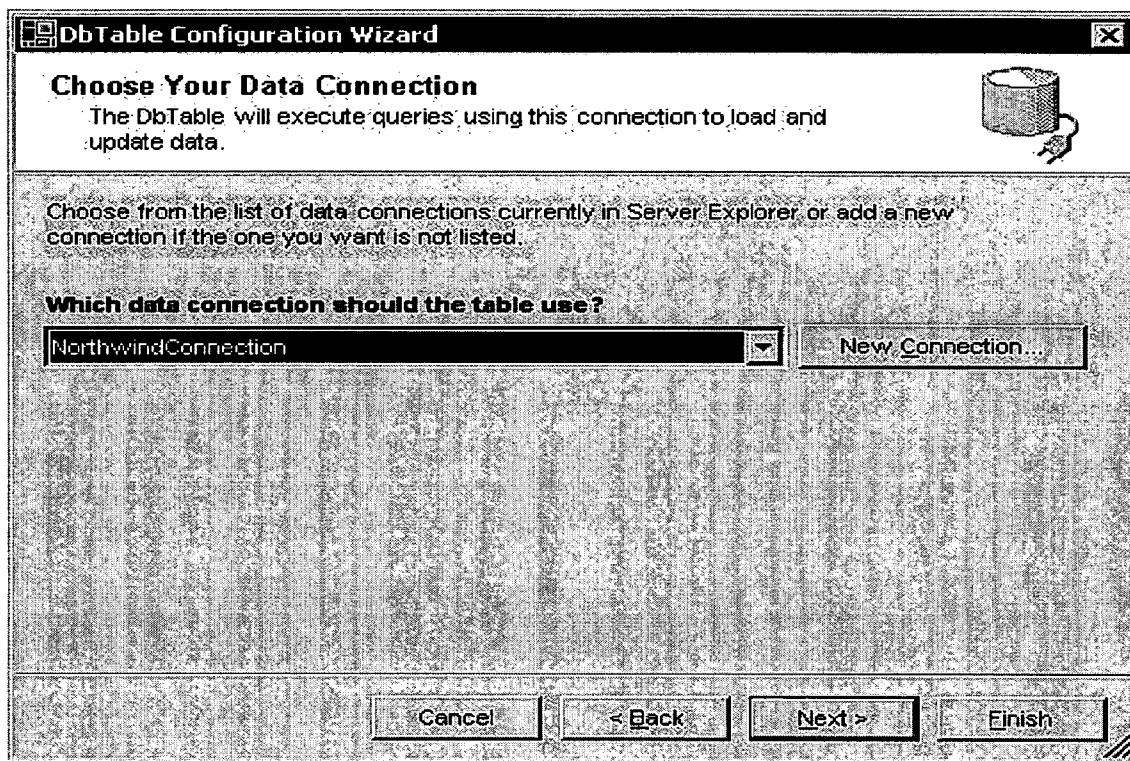 DbTable Configuration Wizard
Choose Your Data Connection
The DbTable will execute queries using this connection to load and
update data.
Choose from the list of data connections currently in Server Explorer or add a new
connection if the one you want is not listed.
Which data connection should the table use?
NorthwindConnection
New Connection...
Cancel
< Back
Next >
Finish